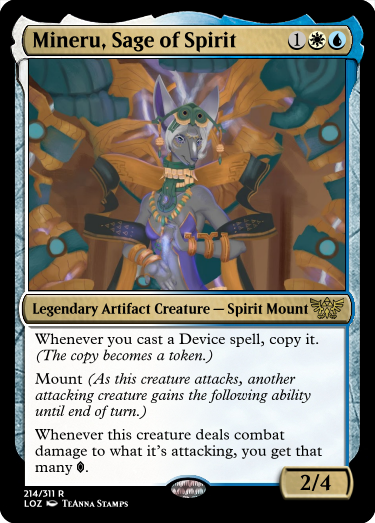 Mineru, Sage of Spirit 1
Legendary Artifact Creature — Spirit Mount
Whenever you cast a Device spell, copy it.
(The copy becomes a token.)
Mount (As this creature attacks, another
attacking creature gains the following ability
until end of turn.)
Whenever this creature deals combat
damage to what it's attacking, you get that
many .
2/4
214/311 R
LOZ TeAnna Stamps